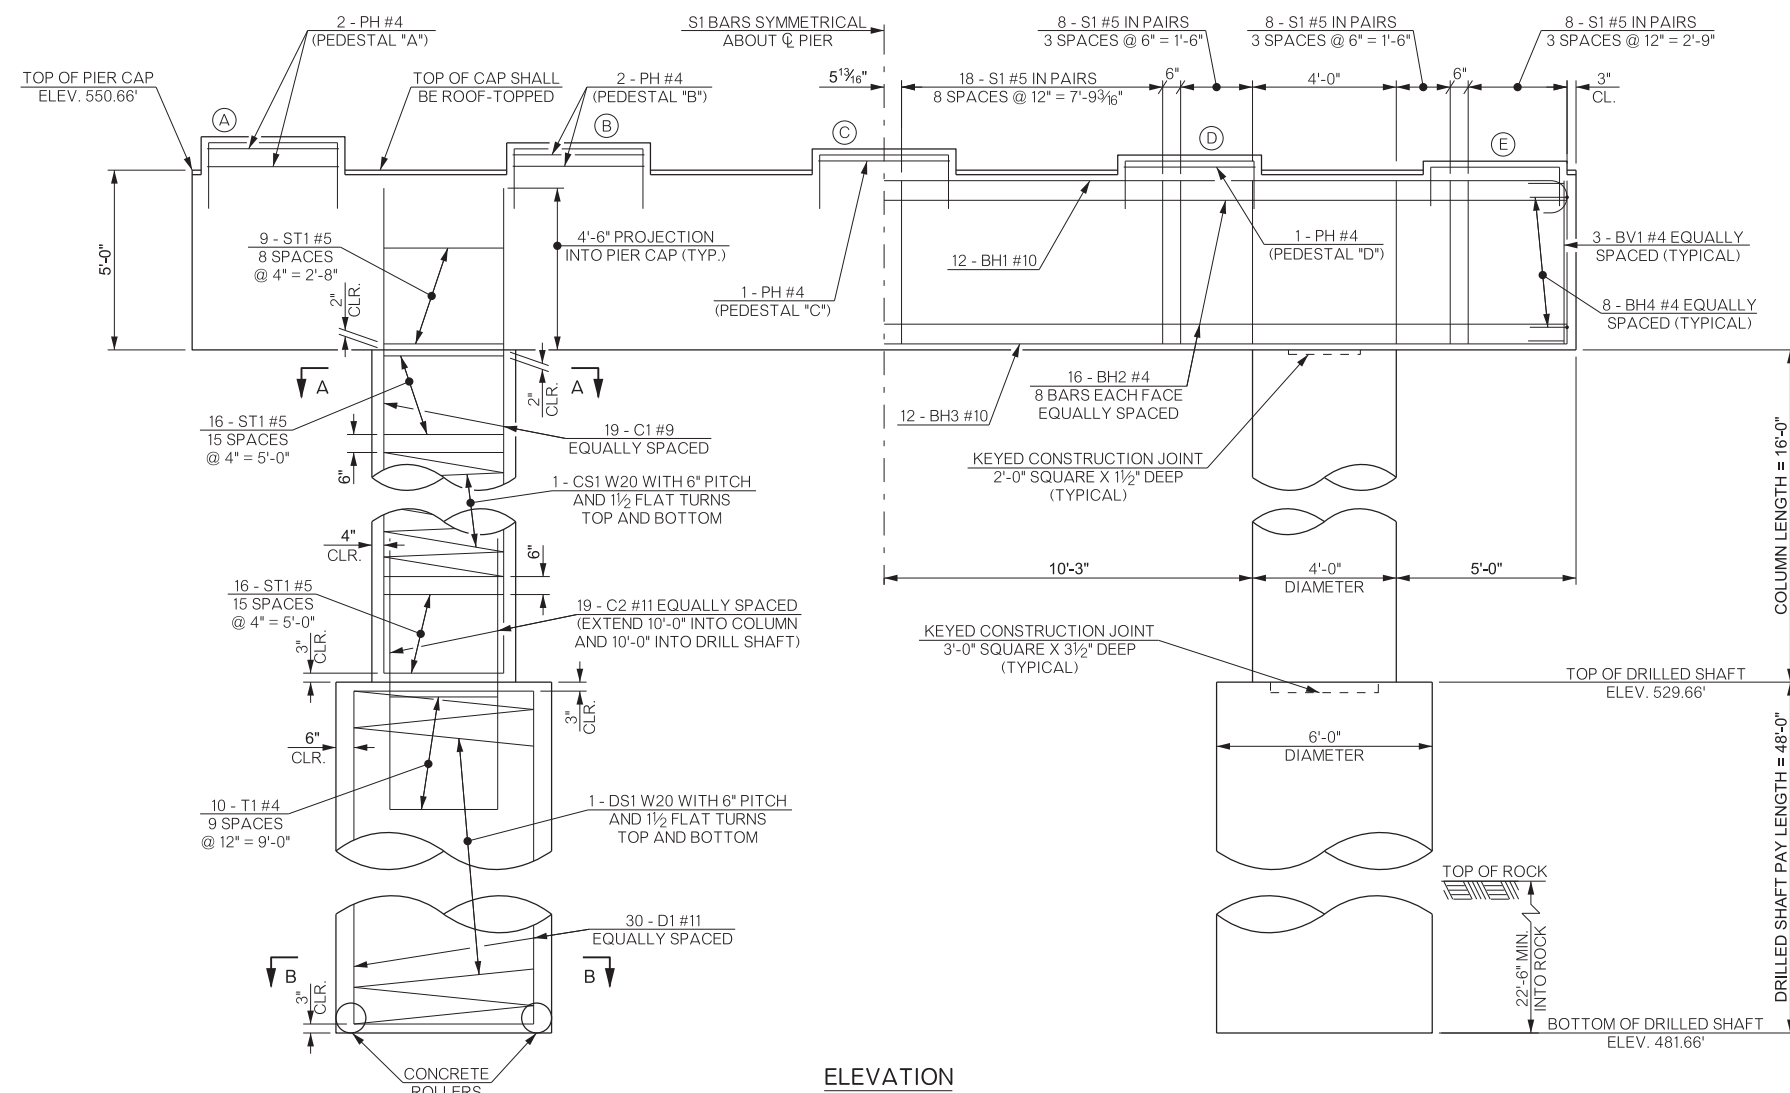 2 - PH #4
(PEDESTAL "A")
S1 BARS SYMMETRICAL
ABOUT ℄ PIER
8 - S1 #5 IN PAIRS
3 SPACES @ 6" = 1'-6"
8 - S1 #5 IN PAIRS
3 SPACES @ 6" = 1'-6"
8 - S1 #5 IN PAIRS
3 SPACES @ 12" = 2'-9"
TOP OF PIER CAP
ELEV. 550.66'
TOP OF CAP SHALL
BE ROOF-TOPPED
2 - PH #4
(PEDESTAL "B")
5 13/16"
18 - S1 #5 IN PAIRS
8 SPACES @ 12" = 7'-9 3/16"
6"
4'-0"
6"
3"
CL.
A
B
C
D
E
5'-0"
9 - ST1 #5
8 SPACES
@ 4" = 2'-8"
4'-6" PROJECTION
INTO PIER CAP (TYP.)
12 - BH1 #10
1 - PH #4
(PEDESTAL "D")
3 - BV1 #4 EQUALLY
SPACED (TYPICAL)
2"
CLR.
1 - PH #4
(PEDESTAL "C")
8 - BH4 #4 EQUALLY
SPACED (TYPICAL)
A
A
2"
CLR.
16 - BH2 #4
8 BARS EACH FACE
EQUALLY SPACED
12 - BH3 #10
16 - ST1 #5
15 SPACES
@ 4" = 5'-0"
6"
19 - C1 #9
EQUALLY SPACED
KEYED CONSTRUCTION JOINT
2'-0" SQUARE X 1½" DEEP
(TYPICAL)
1 - CS1 W20 WITH 6" PITCH
AND 1½ FLAT TURNS
TOP AND BOTTOM
COLUMN LENGTH = 16'-0"
4"
CLR.
6"
10'-3"
4'-0"
DIAMETER
5'-0"
16 - ST1 #5
15 SPACES
@ 4" = 5'-0"
19 - C2 #11 EQUALLY SPACED
(EXTEND 10'-0" INTO COLUMN
AND 10'-0" INTO DRILL SHAFT)
3"
CLR.
KEYED CONSTRUCTION JOINT
3'-0" SQUARE X 3½" DEEP
(TYPICAL)
TOP OF DRILLED SHAFT
ELEV. 529.66'
3"
CLR.
6"
CLR.
6'-0"
DIAMETER
10 - T1 #4
9 SPACES
@ 12" = 9'-0"
1 - DS1 W20 WITH 6" PITCH
AND 1½ FLAT TURNS
TOP AND BOTTOM
DRILLED SHAFT PAY LENGTH = 48'-0"
TOP OF ROCK
22'-6" MIN.
INTO ROCK
30 - D1 #11
EQUALLY SPACED
B
B
3"
CLR.
BOTTOM OF DRILLED SHAFT
ELEV. 481.66'
CONCRETE
ROLLERS
ELEVATION